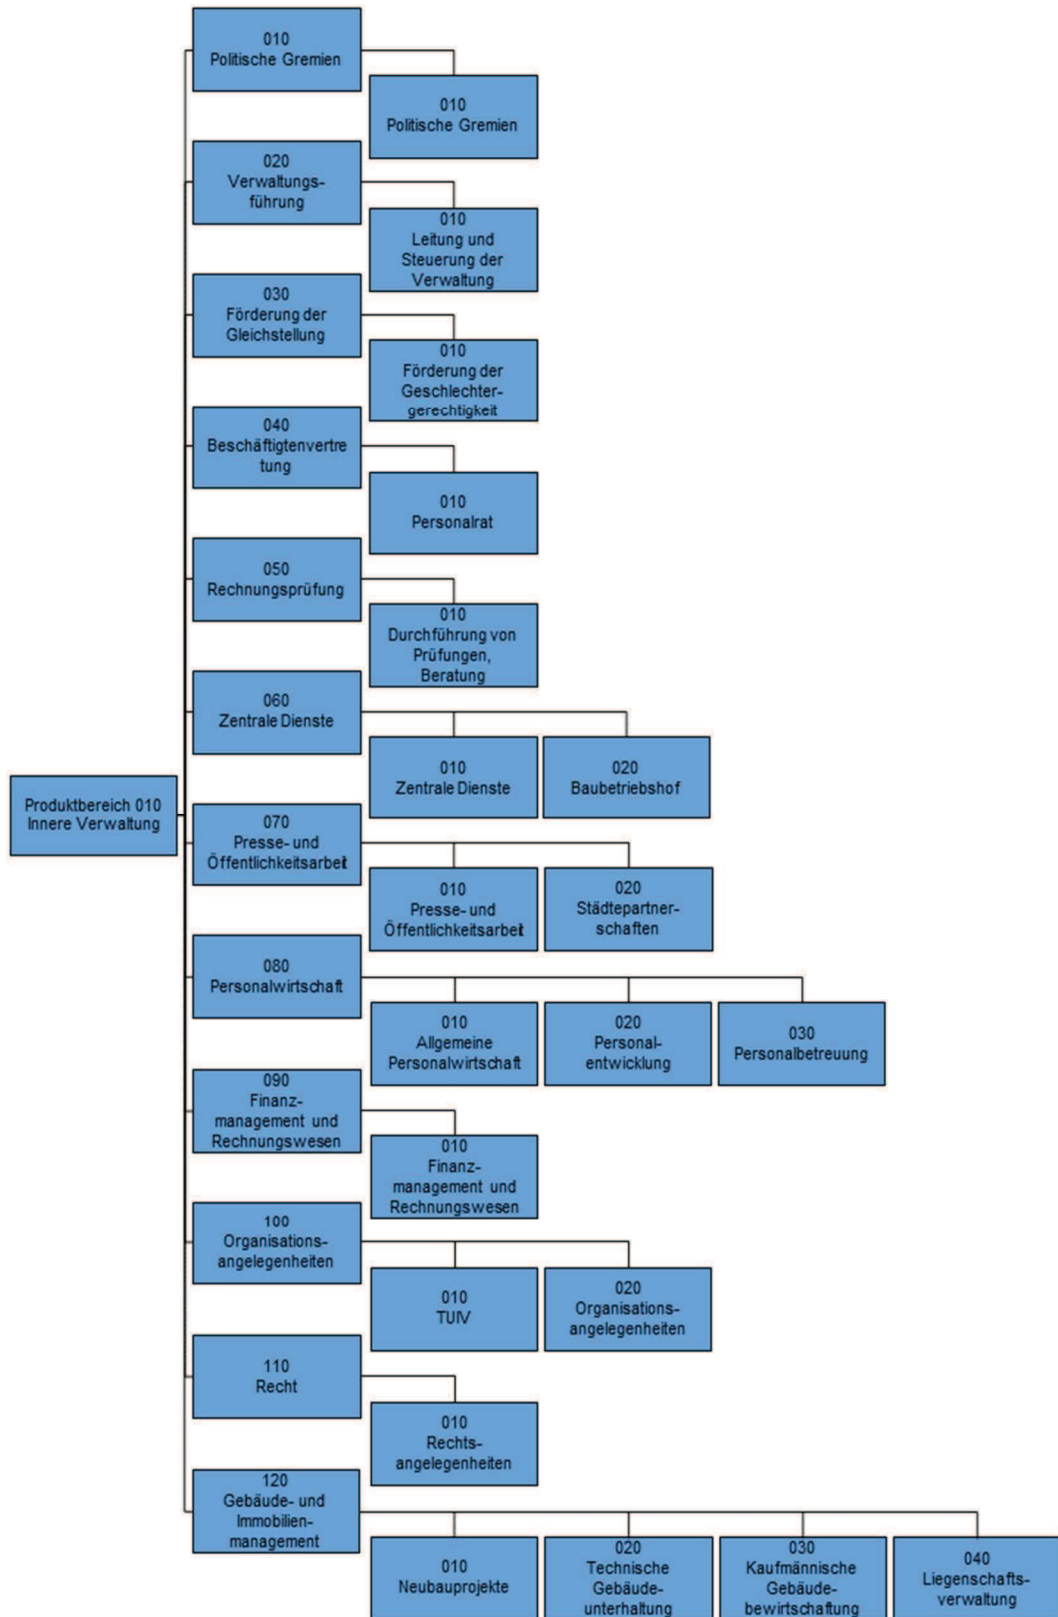 010
Politische Gremien
010
Politische Gremien
020
Verwaltungs-
führung
010
Leitung und
Steuerung der
Verwaltung
030
Förderung der
Gleichstellung
010
Förderung der
Geschlechter-
gerechtigkeit
040
Beschäftigtenvertre
tung
010
Personalrat
050
Rechnungsprüfung
010
Durchführung von
Prüfungen,
Beratung
060
Zentrale Dienste
010
Zentrale Dienste
020
Baubetriebshof
Produktbereich 010
Innere Verwaltung
070
Presse- und
Öffentlichkeitsarbeit
010
Presse- und
Öffentlichkeitsarbeit
020
Städtepartner-
schaften
080
Personalwirtschaft
010
Allgemeine
Personalwirtschaft
020
Personal-
entwicklung
030
Personalbetreuung
090
Finanz-
management und
Rechnungswesen
010
Finanz-
management und
Rechnungswesen
100
Organisations-
angelegenheiten
010
TUIV
020
Organisations-
angelegenheiten
110
Recht
010
Rechts-
angelegenheiten
120
Gebäude- und
Immobilien-
management
010
Neubauprojekte
020
Technische
Gebäude-
unterhaltung
030
Kaufmännische
Gebäude-
bewirtschaftung
040
Liegenschafts-
verwaltung